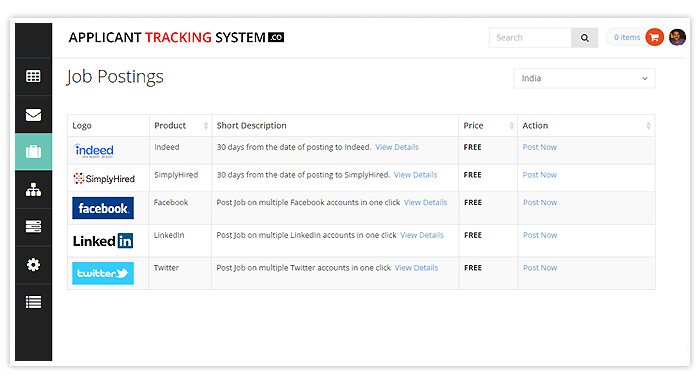 APPLICANT TRACKING SYSTEM .CO
Search
0 items
Job Postings
India
Logo Product Short Description Price Action
indeed Indeed 30 days from the date of posting to Indeed. View Details FREE Post Now
SimplyHired SimplyHired 30 days from the date of posting to SimplyHired. View Details FREE Post Now
facebook Facebook Post Job on multiple Facebook accounts in one click View Details FREE Post Now
Linked in LinkedIn Post Job on multiple LinkedIn accounts in one click View Details FREE Post Now
twitter Twitter Post Job on multiple Twitter accounts in one click View Details FREE Post Now